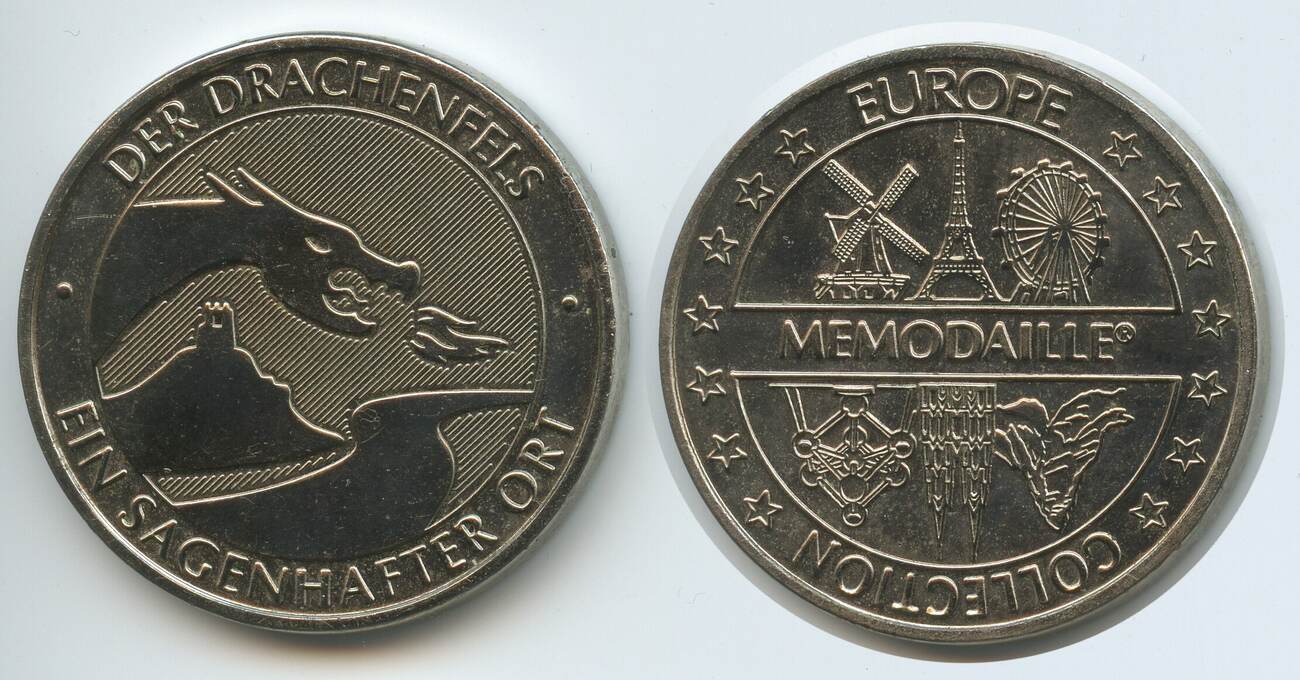 DER DRACHENFELS
EIN SAGENHAFTER ORT
EUROPE
MEMODAILLE®
COLLECTION